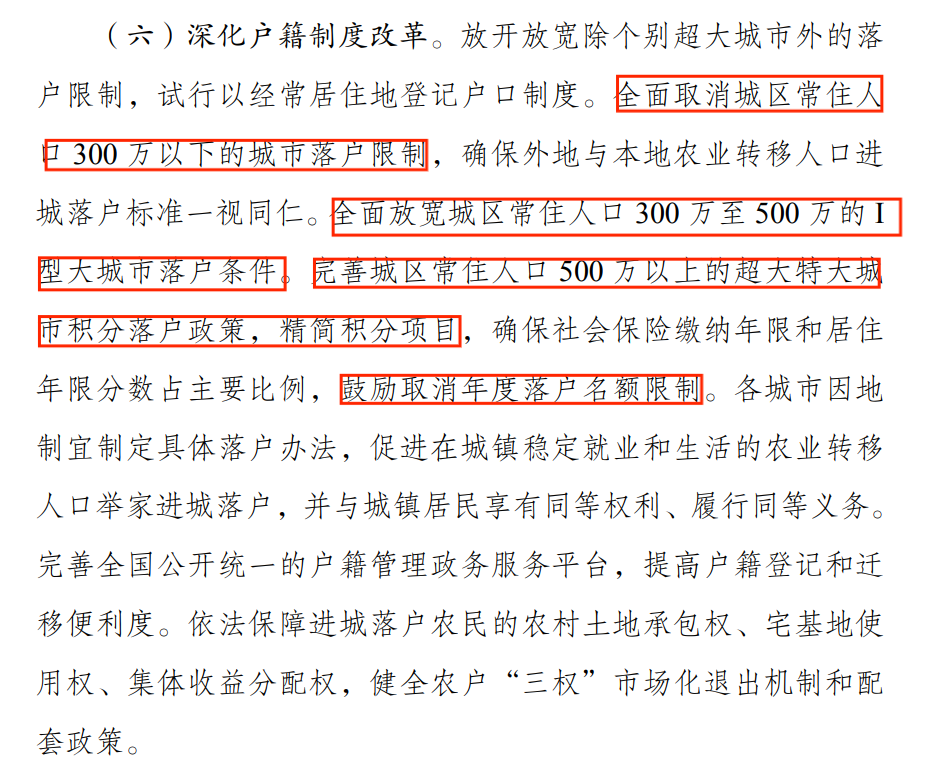 （六）深化户籍制度改革。放开放宽除个别超大城市外的落
户限制，试行以经常居住地登记户口制度。全面取消城区常住人
口 300 万以下的城市落户限制，确保外地与本地农业转移人口进
城落户标准一视同仁。全面放宽城区常住人口 300 万至 500 万的 I
型大城市落户条件。完善城区常住人口 500 万以上的超大特大城
市积分落户政策，精简积分项目，确保社会保险缴纳年限和居住
年限分数占主要比例，鼓励取消年度落户名额限制。各城市因地
制宜制定具体落户办法，促进在城镇稳定就业和生活的农业转移
人口举家进城落户，并与城镇居民享有同等权利、履行同等义务。
完善全国公开统一的户籍管理政务服务平台，提高户籍登记和迁
移便利度。依法保障进城落户农民的农村土地承包权、宅基地使
用权、集体收益分配权，健全农户“三权”市场化退出机制和配
套政策。